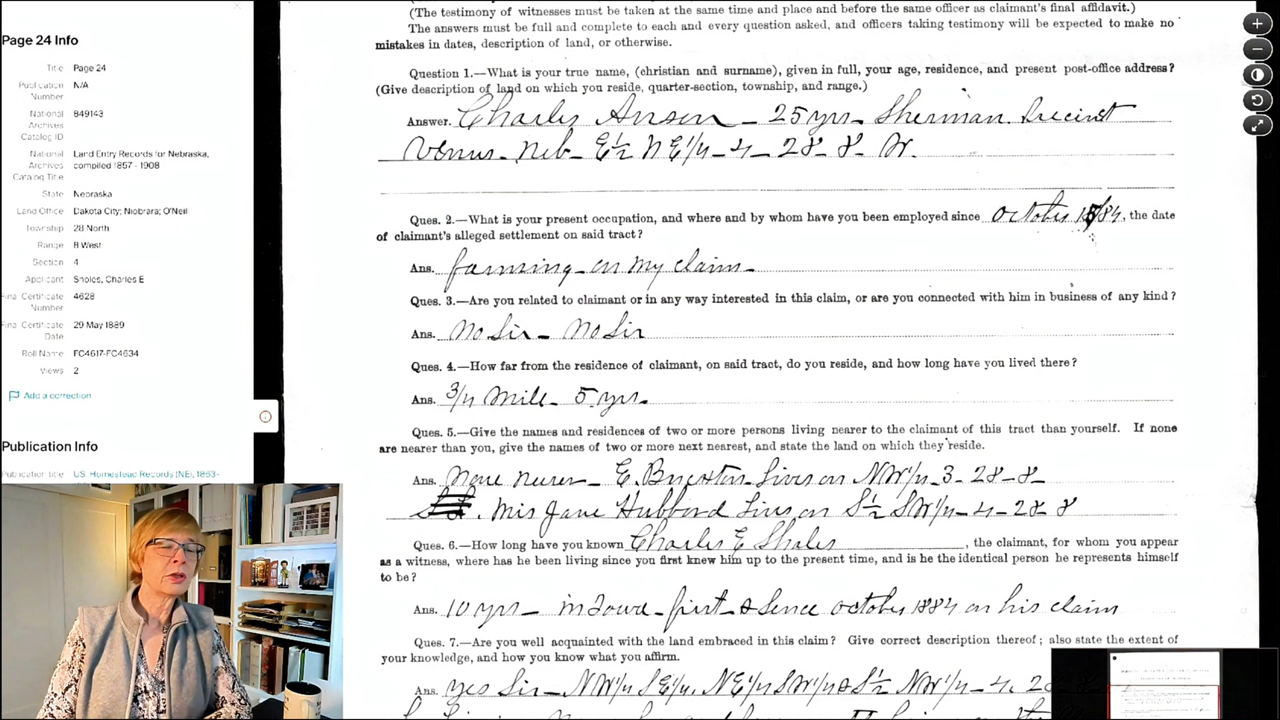 Page 24 Info
Title Page 24
Publication Number N/A
National Archives Catalog ID 849143
National Archives Catalog Title Land Entry Records for Nebraska, compiled 1857 - 1908
State Nebraska
Land Office Dakota City; Niobrara; O'Neil
Township 28 North
Range 8 West
Section 4
Applicant Sholes, Charles E
Final Certificate Number 4628
Final Certificate Date 29 May 1889
Roll Name FC4617-FC4634
Views 2
Add a correction
Publication Info
Publication title US, Homestead Records (NE), 1863-
(The testimony of witnesses must be taken at the same time and place and before the same officer as claimant's final affidavit.)
The answers must be full and complete to each and every question asked, and officers taking testimony will be expected to make no
mistakes in dates, description of land, or otherwise.
Question 1.—What is your true name, (christian and surname), given in full, your age, residence, and present post-office address?
(Give description of land on which you reside, quarter-section, township, and range.)
Answer. Charles Anson - 25 yrs - Sherman Precinct
Venus - Neb - E½ NE¼ - 4 - 28 - 8 - W.
Ques. 2.—What is your present occupation, and where and by whom have you been employed since October 1884, the date
of claimant's alleged settlement on said tract?
Ans. farming - on my claim -
Ques. 3.—Are you related to claimant or in any way interested in this claim, or are you connected with him in business of any kind?
Ans. No Sir - No Sir
Ques. 4.—How far from the residence of claimant, on said tract, do you reside, and how long have you lived there?
Ans. ¾ mile - 5 yrs -
Ques. 5.—Give the names and residences of two or more persons living nearer to the claimant of this tract than yourself. If none
are nearer than you, give the names of two or more next nearest, and state the land on which they reside.
Ans. None nearer - E. lives on NW¼ - 3 - 28 - 8 -
Mis Jane Hubbard lives on S½ SW¼ - 4 - 28 - 8
Ques. 6.—How long have you known Charles E Sholes, the claimant, for whom you appear
as a witness, where has he been living since you first knew him up to the present time, and is he the identical person he represents himself
to be?
Ans. 10 yrs - in Iowa - first & Sence october 1884 on his claim
Ques. 7.—Are you well acquainted with the land embraced in this claim? Give correct description thereof; also state the extent of
your knowledge, and how you know what you affirm.
Ans. yes Sir - NW¼ SE¼ NE¼ SW¼ & S½ NW¼ - 4. 28